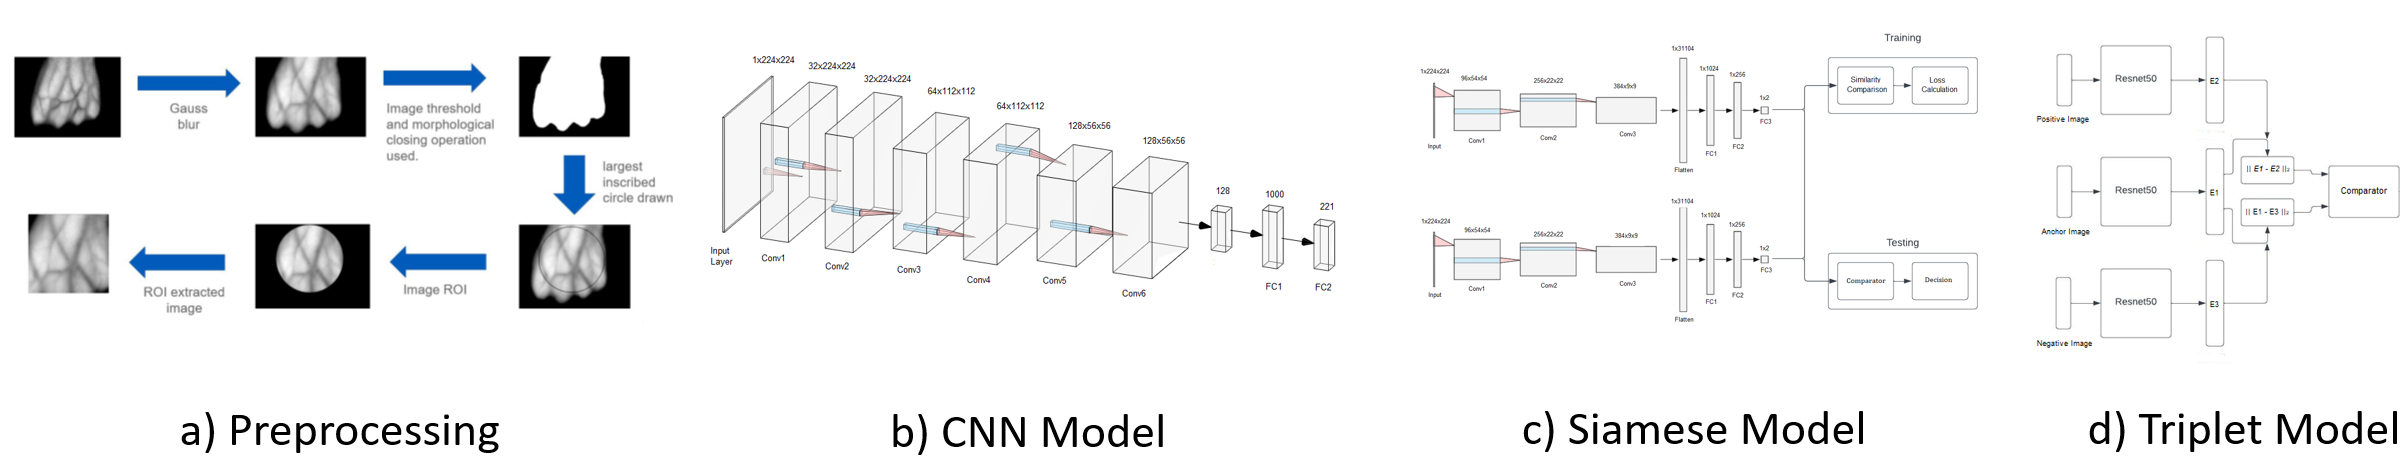 Gauss
blur
Image threshold
and morphological
closing operation
used.
largest
inscribed
circle drawn
Image ROI
ROI extracted
image
a) Preprocessing
1x224x224
32x224x224
32x224x224
64x112x112
64x112x112
128x56x56
128x56x56
128
1000
221
Input
Layer
Conv1
Conv2
Conv3
Conv4
Conv5
Conv6
FC1
FC2
b) CNN Model
1x224x224
96x54x54
256x22x22
384x9x9
1x31104
1x1024
1x256
1x2
Input
Conv1
Conv2
Conv3
Flatten
FC1
FC2
FC3
Training
Similarity
Comparison
Loss
Calculation
1x224x224
96x54x54
256x22x22
384x9x9
1x31104
1x1024
1x256
1x2
Input
Conv1
Conv2
Conv3
Flatten
FC1
FC2
FC3
Testing
Comparator
Decision
c) Siamese Model
Positive Image
Resnet50
E2
Anchor Image
Resnet50
E1
Negative Image
Resnet50
E3
|| E1 - E2 ||₂
|| E1 - E3 ||₂
Comparator
d) Triplet Model